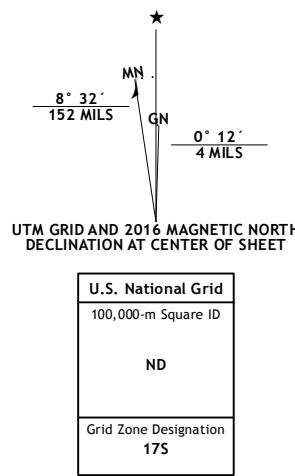 MN
8° 32´
152 MILS
GN
0° 12´
4 MILS
UTM GRID AND 2016 MAGNETIC NORTH
DECLINATION AT CENTER OF SHEET
U.S. National Grid
100,000-m Square ID
ND
Grid Zone Designation
17S